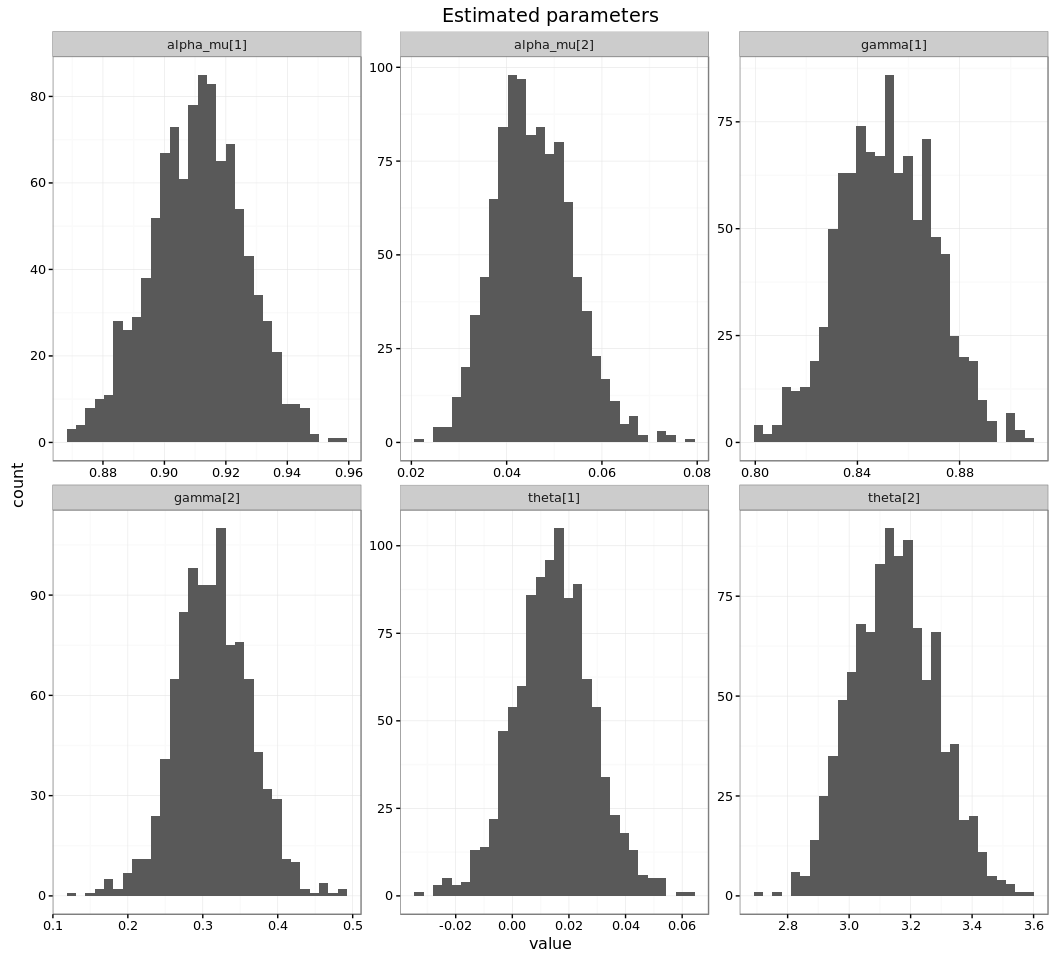 Estimated parameters
alpha_mu[1] alpha_mu[2] gamma[1]
80
60
40
20
0
0.88 0.90 0.92 0.94 0.96
100
75
50
25
0
0.02 0.04 0.06 0.08
75
50
25
0
0.80 0.84 0.88
count
gamma[2] theta[1] theta[2]
90
60
30
0
0.1 0.2 0.3 0.4 0.5
100
75
50
25
0
-0.02 0.00 0.02 0.04 0.06
75
50
25
0
2.8 3.0 3.2 3.4 3.6
value